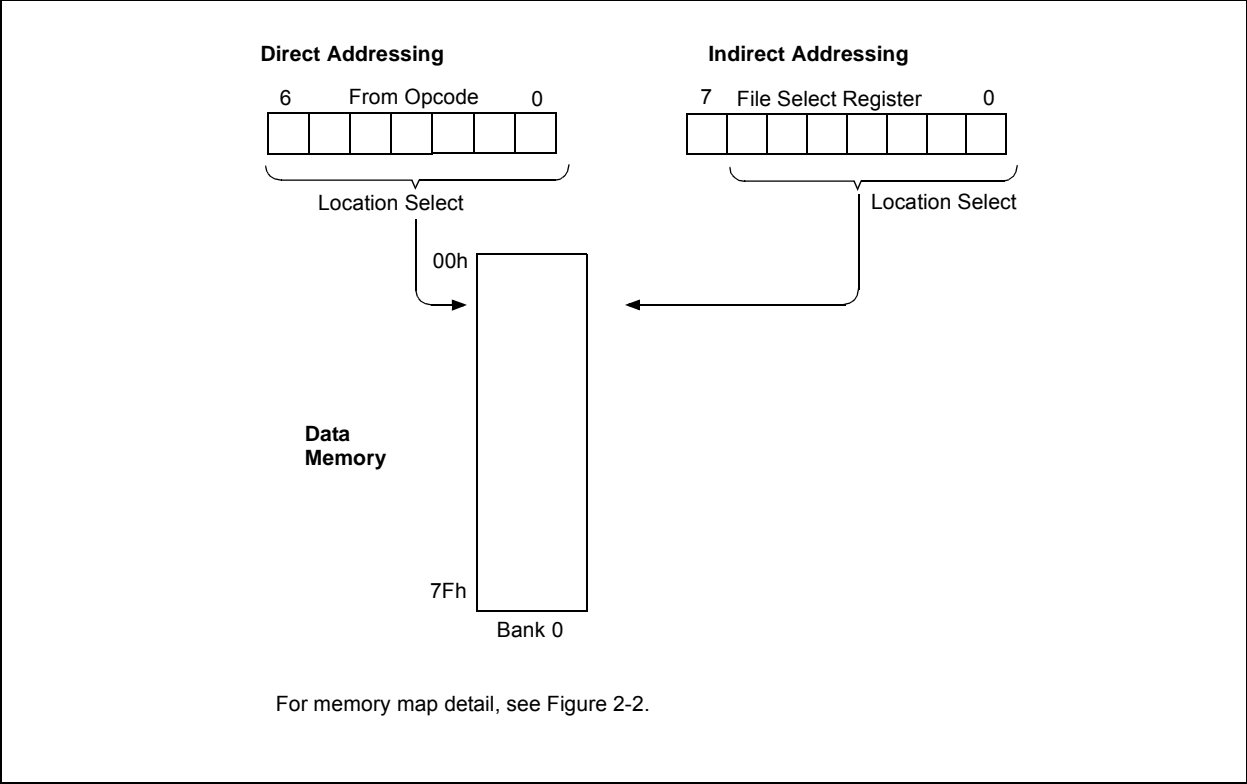 Direct Addressing
Indirect Addressing
6 From Opcode 0
7 File Select Register 0
Location Select
Location Select
00h
Data
Memory
7Fh
Bank 0
For memory map detail, see Figure 2-2.